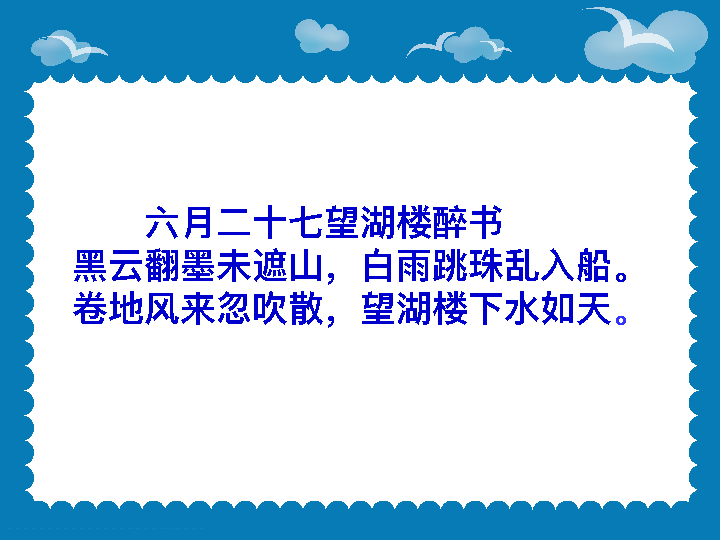 六月二十七望湖楼醉书
黑云翻墨未遮山，白雨跳珠乱入船。
卷地风来忽吹散，望湖楼下水如天。